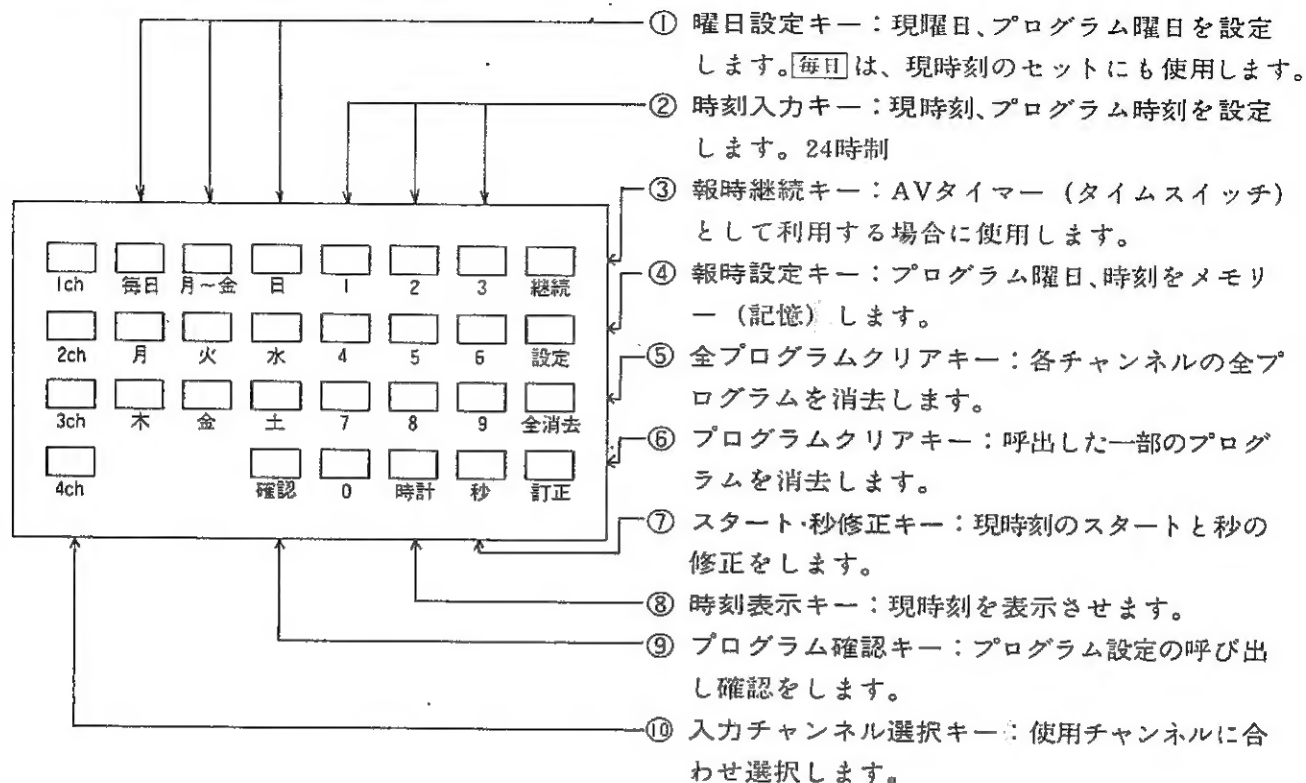 ① 曜日設定キー：現曜日、プログラム曜日を設定
します。毎日は、現時刻のセットにも使用します。
② 時刻入力キー：現時刻、プログラム時刻を設定
します。24時制
③ 報時継続キー：AVタイマー（タイムスイッチ）
として利用する場合に使用します。
④ 報時設定キー：プログラム曜日、時刻をメモリ
ー（記憶）します。
⑤ 全プログラムクリアキー：各チャンネルの全プ
ログラムを消去します。
⑥ プログラムクリアキー：呼出した一部のプログ
ラムを消去します。
⑦ スタート・秒修正キー：現時刻のスタートと秒の
修正をします。
⑧ 時刻表示キー：現時刻を表示させます。
⑨ プログラム確認キー：プログラム設定の呼び出
し確認をします。
⑩ 入力チャンネル選択キー：使用チャンネルに合
わせ選択します。
1ch 毎日 月～金 日 1 2 3 継続
2ch 月 火 水 4 5 6 設定
3ch 木 金 土 7 8 9 全消去
4ch 確認 0 時計 秒 訂正